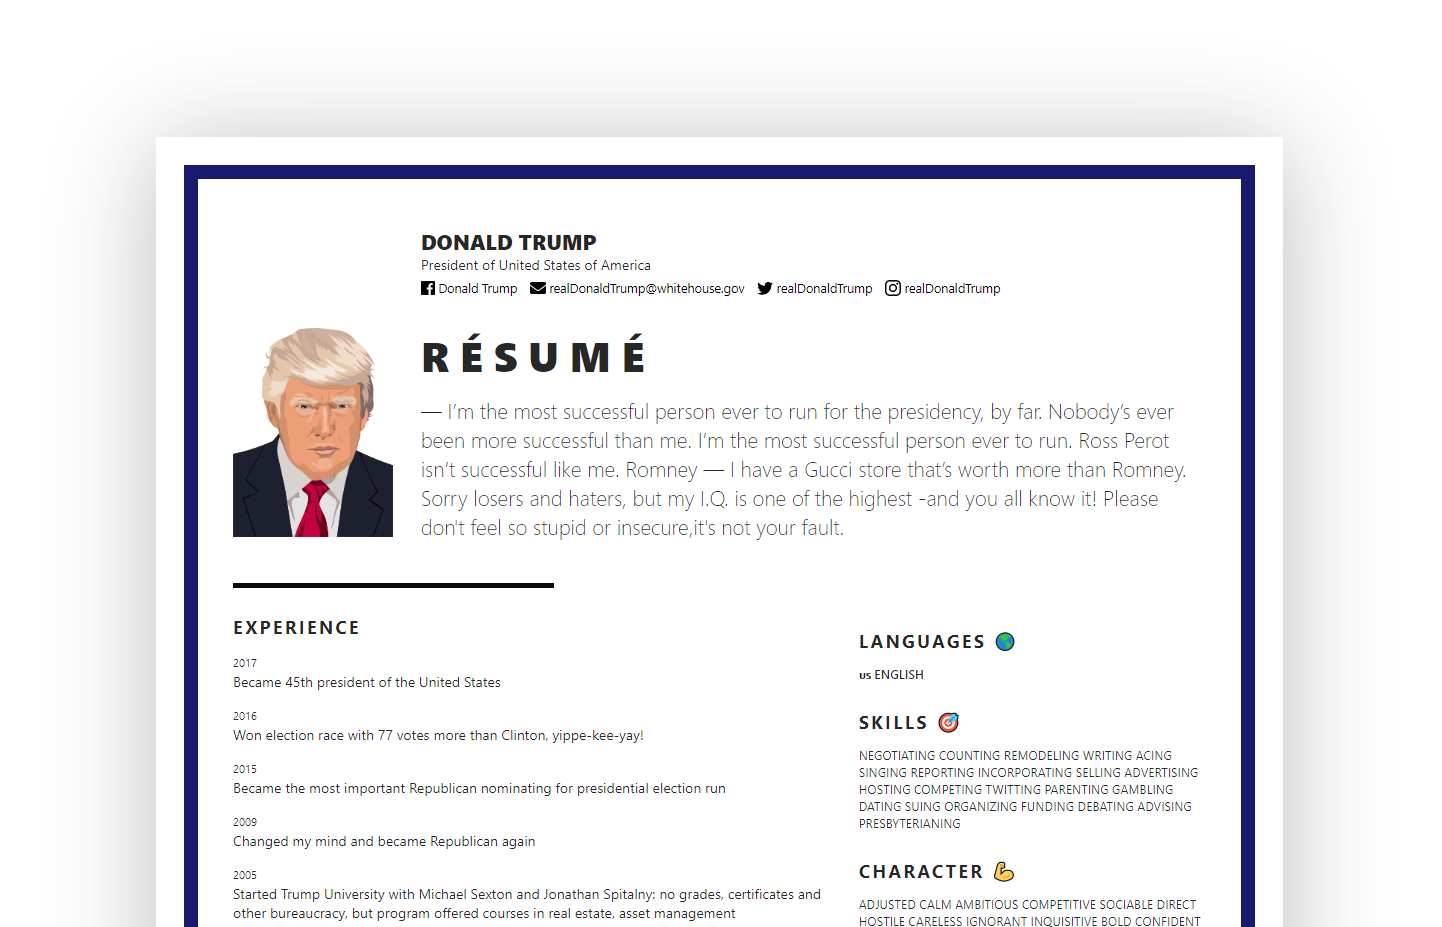 DONALD TRUMP
President of United States of America
Donald Trump realDonaldTrump@whitehouse.gov realDonaldTrump realDonaldTrump
RÉSUMÉ
— I’m the most successful person ever to run for the presidency, by far. Nobody’s ever
been more successful than me. I’m the most successful person ever to run. Ross Perot
isn’t successful like me. Romney — I have a Gucci store that’s worth more than Romney.
Sorry losers and haters, but my I.Q. is one of the highest -and you all know it! Please
don't feel so stupid or insecure,it's not your fault.
EXPERIENCE
2017
Became 45th president of the United States
2016
Won election race with 77 votes more than Clinton, yippe-kee-yay!
2015
Became the most important Republican nominating for presidential election run
2009
Changed my mind and became Republican again
2005
Started Trump University with Michael Sexton and Jonathan Spitalny: no grades, certificates and
other bureaucracy, but program offered courses in real estate, asset management
LANGUAGES
us ENGLISH
SKILLS
NEGOTIATING COUNTING REMODELING WRITING ACING
SINGING REPORTING INCORPORATING SELLING ADVERTISING
HOSTING COMPETING TWITTING PARENTING GAMBLING
DATING SUING ORGANIZING FUNDING DEBATING ADVISING
PRESBYTERIANING
CHARACTER
ADJUSTED CALM AMBITIOUS COMPETITIVE SOCIABLE DIRECT
HOSTILE CARELESS IGNORANT INQUISITIVE BOLD CONFIDENT